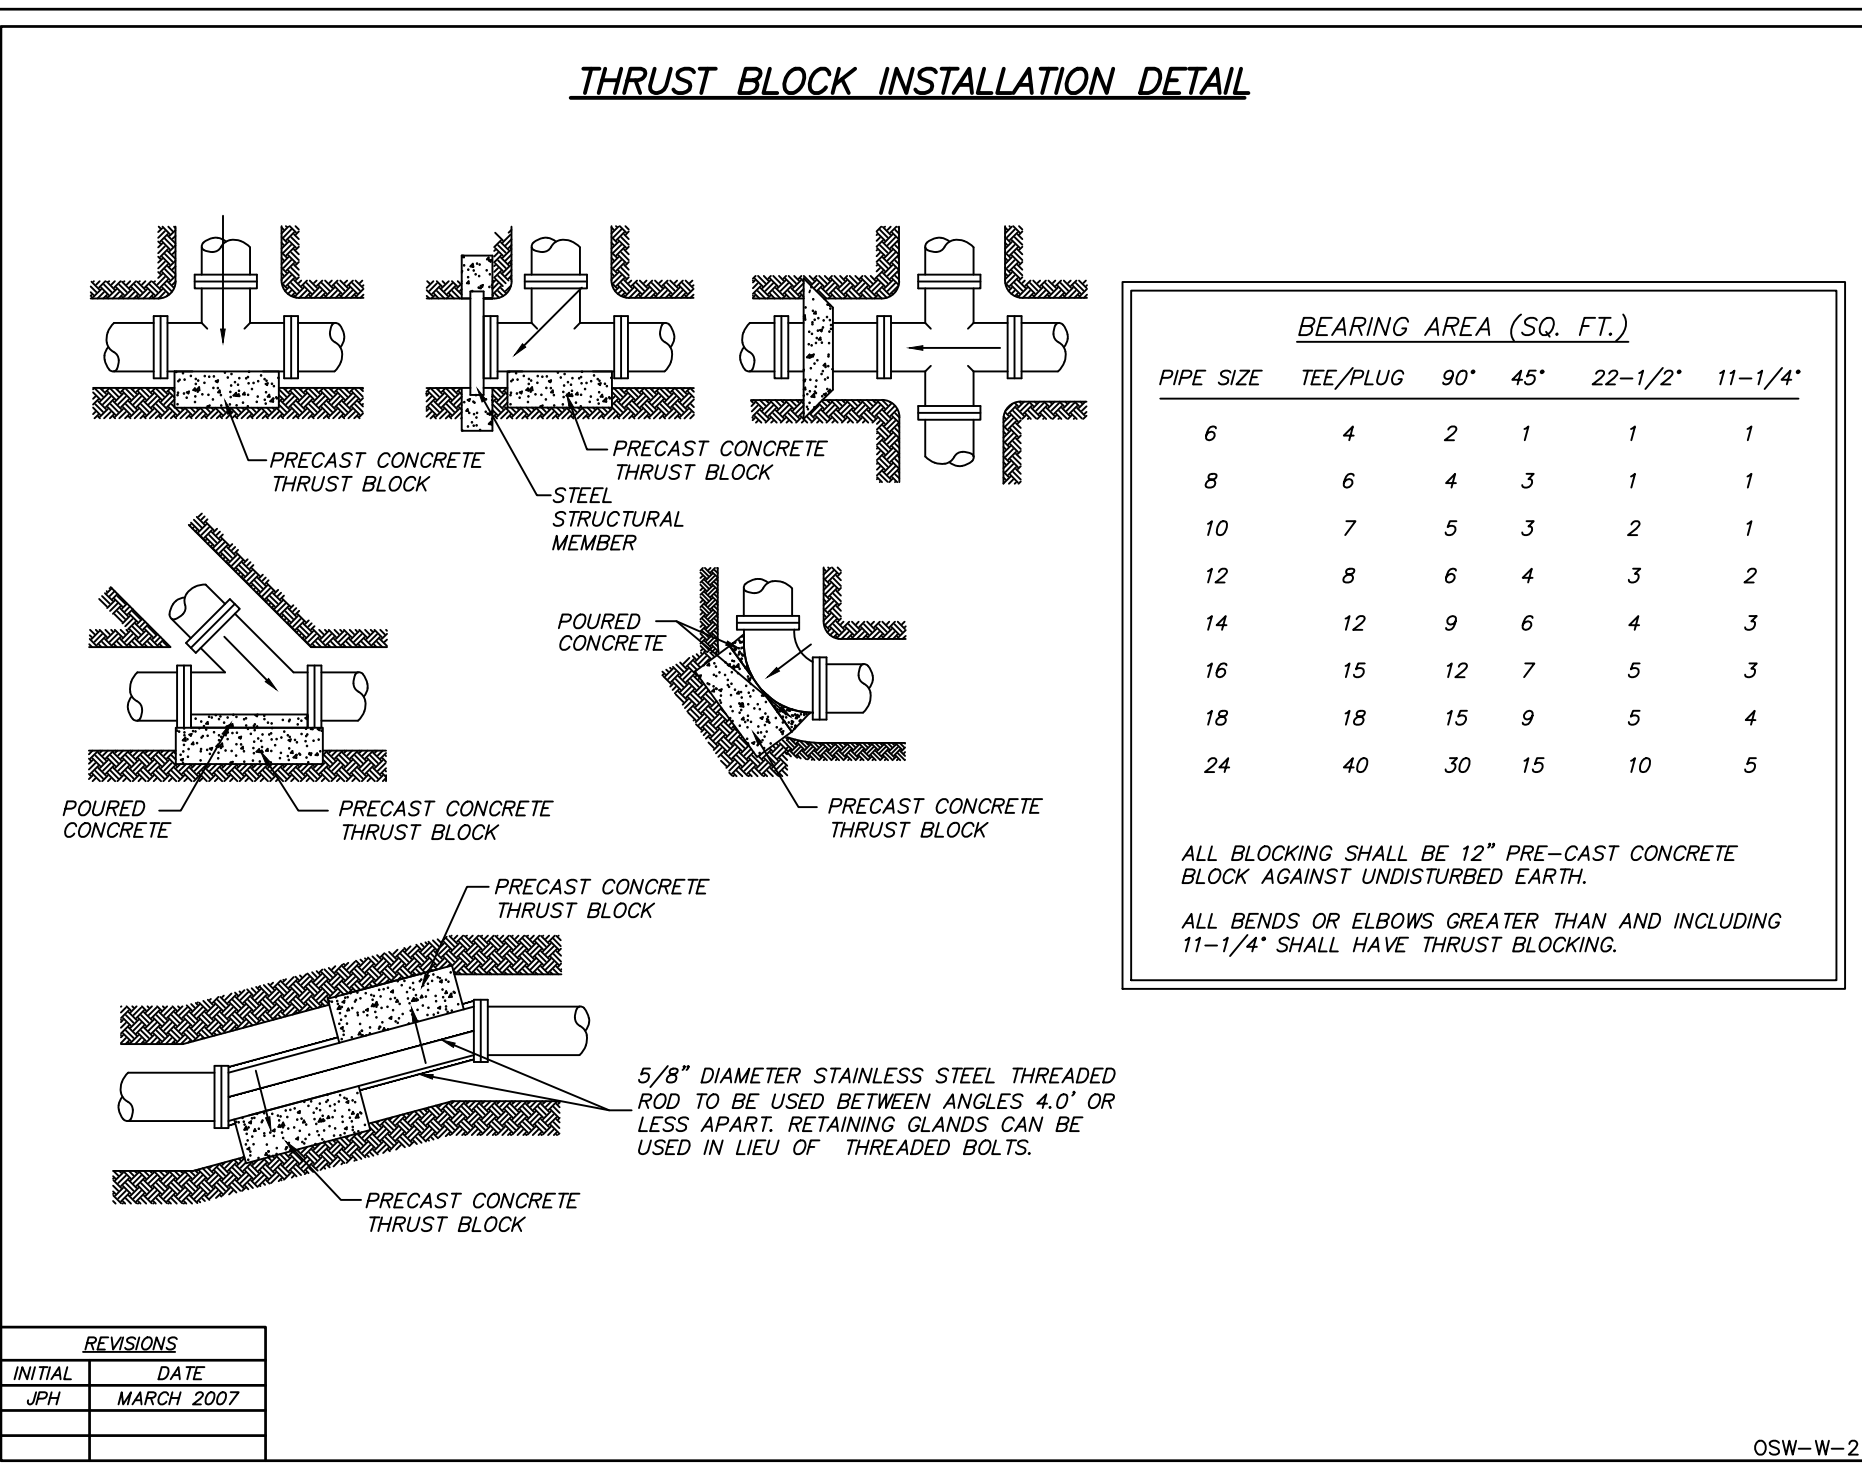 THRUST BLOCK INSTALLATION DETAIL
PRECAST CONCRETE
THRUST BLOCK
PRECAST CONCRETE
THRUST BLOCK
STEEL
STRUCTURAL
MEMBER
POURED
CONCRETE
PRECAST CONCRETE
THRUST BLOCK
POURED
CONCRETE
PRECAST CONCRETE
THRUST BLOCK
PRECAST CONCRETE
THRUST BLOCK
5/8" DIAMETER STAINLESS STEEL THREADED
ROD TO BE USED BETWEEN ANGLES 4.0' OR
LESS APART. RETAINING GLANDS CAN BE
USED IN LIEU OF THREADED BOLTS.
PRECAST CONCRETE
THRUST BLOCK
BEARING AREA (SQ. FT.)
PIPE SIZE TEE/PLUG 90° 45° 22-1/2° 11-1/4°
6 4 2 1 1 1
8 6 4 3 1 1
10 7 5 3 2 1
12 8 6 4 3 2
14 12 9 6 4 3
16 15 12 7 5 3
18 18 15 9 5 4
24 40 30 15 10 5
ALL BLOCKING SHALL BE 12" PRE-CAST CONCRETE
BLOCK AGAINST UNDISTURBED EARTH.
ALL BENDS OR ELBOWS GREATER THAN AND INCLUDING
11-1/4° SHALL HAVE THRUST BLOCKING.
REVISIONS
INITIAL DATE
JPH MARCH 2007
OSW-W-2